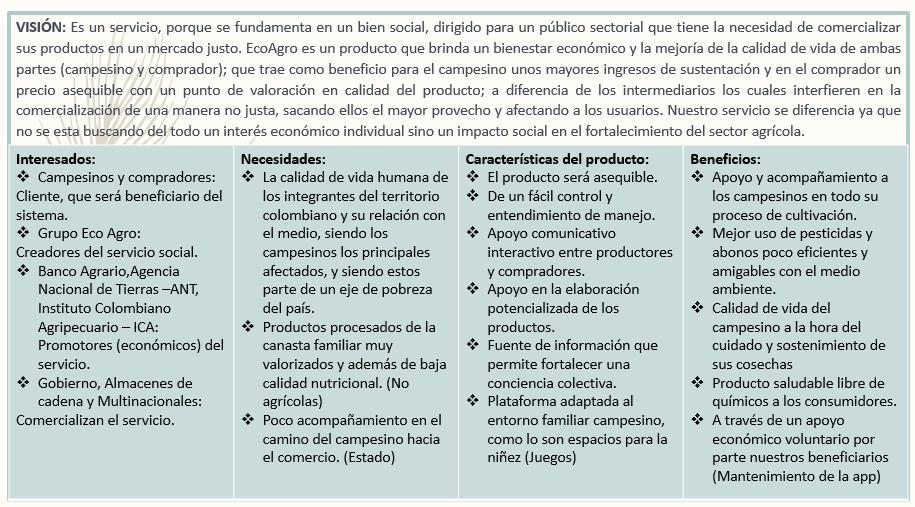 VISIÓN: Es un servicio, porque se fundamenta en un bien social, dirigido para un público sectorial que tiene la necesidad de comercializar
sus productos en un mercado justo. EcoAgro es un producto que brinda un bienestar económico y la mejoría de la calidad de vida de ambas
partes (campesino y comprador); que trae como beneficio para el campesino unos mayores ingresos de sustentación y en el comprador un
precio asequible con un punto de valoración en calidad del producto; a diferencia de los intermediarios los cuales interfieren en la
comercialización de una manera no justa, sacando ellos el mayor provecho y afectando a los usuarios. Nuestro servicio se diferencia ya que
no se esta buscando del todo un interés económico individual sino un impacto social en el fortalecimiento del sector agrícola.
Interesados:
❖ Campesinos y compradores:
Cliente, que será beneficiario del
sistema.
❖ Grupo Eco Agro:
Creadores del servicio social.
❖ Banco Agrario,Agencia
Nacional de Tierras –ANT,
Instituto Colombiano
Agripecuario – ICA:
Promotores (económicos) del
servicio.
❖ Gobierno, Almacenes de
cadena y Multinacionales:
Comercializan el servicio.
Necesidades:
❖ La calidad de vida humana de
los integrantes del territorio
colombiano y su relación con
el medio, siendo los
campesinos los principales
afectados, y siendo estos
parte de un eje de pobreza
del país.
❖ Productos procesados de la
canasta familiar muy
valorizados y además de baja
calidad nutricional. (No
agrícolas)
❖ Poco acompañamiento en el
camino del campesino hacia
el comercio. (Estado)
Características del producto:
❖ El producto será asequible.
❖ De un fácil control y
entendimiento de manejo.
❖ Apoyo comunicativo
interactivo entre productores
y compradores.
❖ Apoyo en la elaboración
potencializada de los
productos.
❖ Fuente de información que
permite fortalecer una
conciencia colectiva.
❖ Plataforma adaptada al
entorno familiar campesino,
como lo son espacios para la
niñez (Juegos)
Beneficios:
❖ Apoyo y acompañamiento a
los campesinos en todo su
proceso de cultivación.
❖ Mejor uso de pesticidas y
abonos poco eficientes y
amigables con el medio
ambiente.
❖ Calidad de vida del
campesino a la hora del
cuidado y sostenimiento de
sus cosechas
❖ Producto saludable libre de
químicos a los consumidores.
❖ A través de un apoyo
económico voluntario por
parte nuestros beneficiarios
(Mantenimiento de la app)